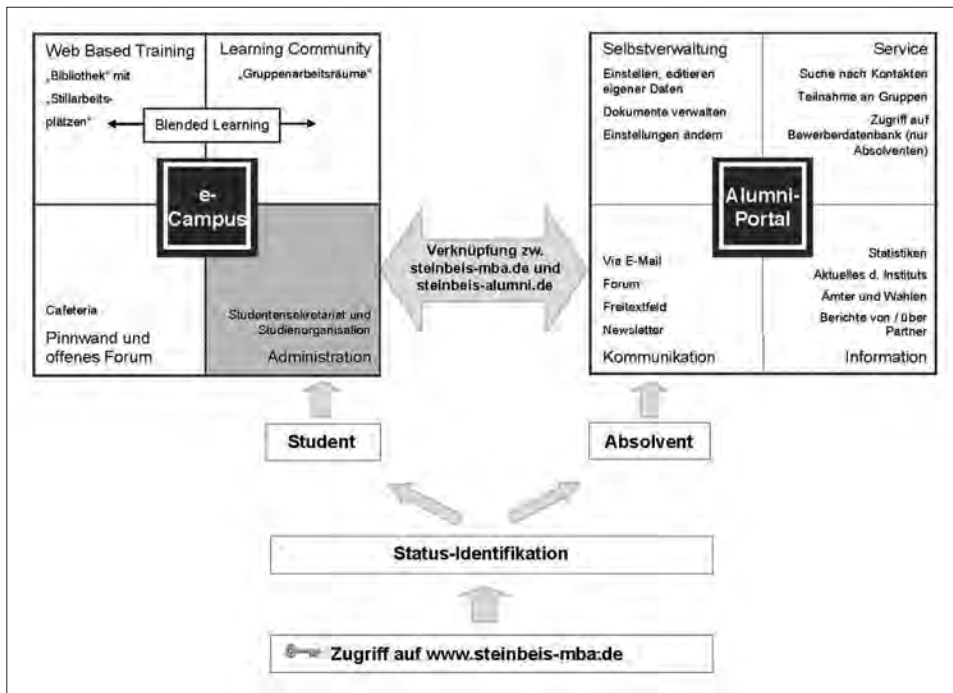 Web Based Training
„Bibliothek“ mit
„Stillarbeits-
plätzen“
Learning Community
„Gruppenarbeitsräume“
Blended Learning
e-
Campus
Cafeteria
Pinnwand und
offenes Forum
Studentensekretariat und
Studienorganisation
Administration
Verknüpfung zw.
steinbeis-mba.de und
steinbeis-alumni.de
Selbstverwaltung
Einstellen, editieren
eigener Daten
Dokumente verwalten
Einstellungen ändern
Service
Suche nach Kontakten
Teilnahme an Gruppen
Zugriff auf
Bewerberdatenbank (nur
Absolventen)
Alumni-
Portal
Via E-Mail
Forum
Freitextfeld
Newsletter
Kommunikation
Statistiken
Aktuelles d. Instituts
Ämter und Wahlen
Berichte von / über
Partner
Information
Student
Absolvent
Status-Identifikation
Zugriff auf www.steinbeis-mba.de